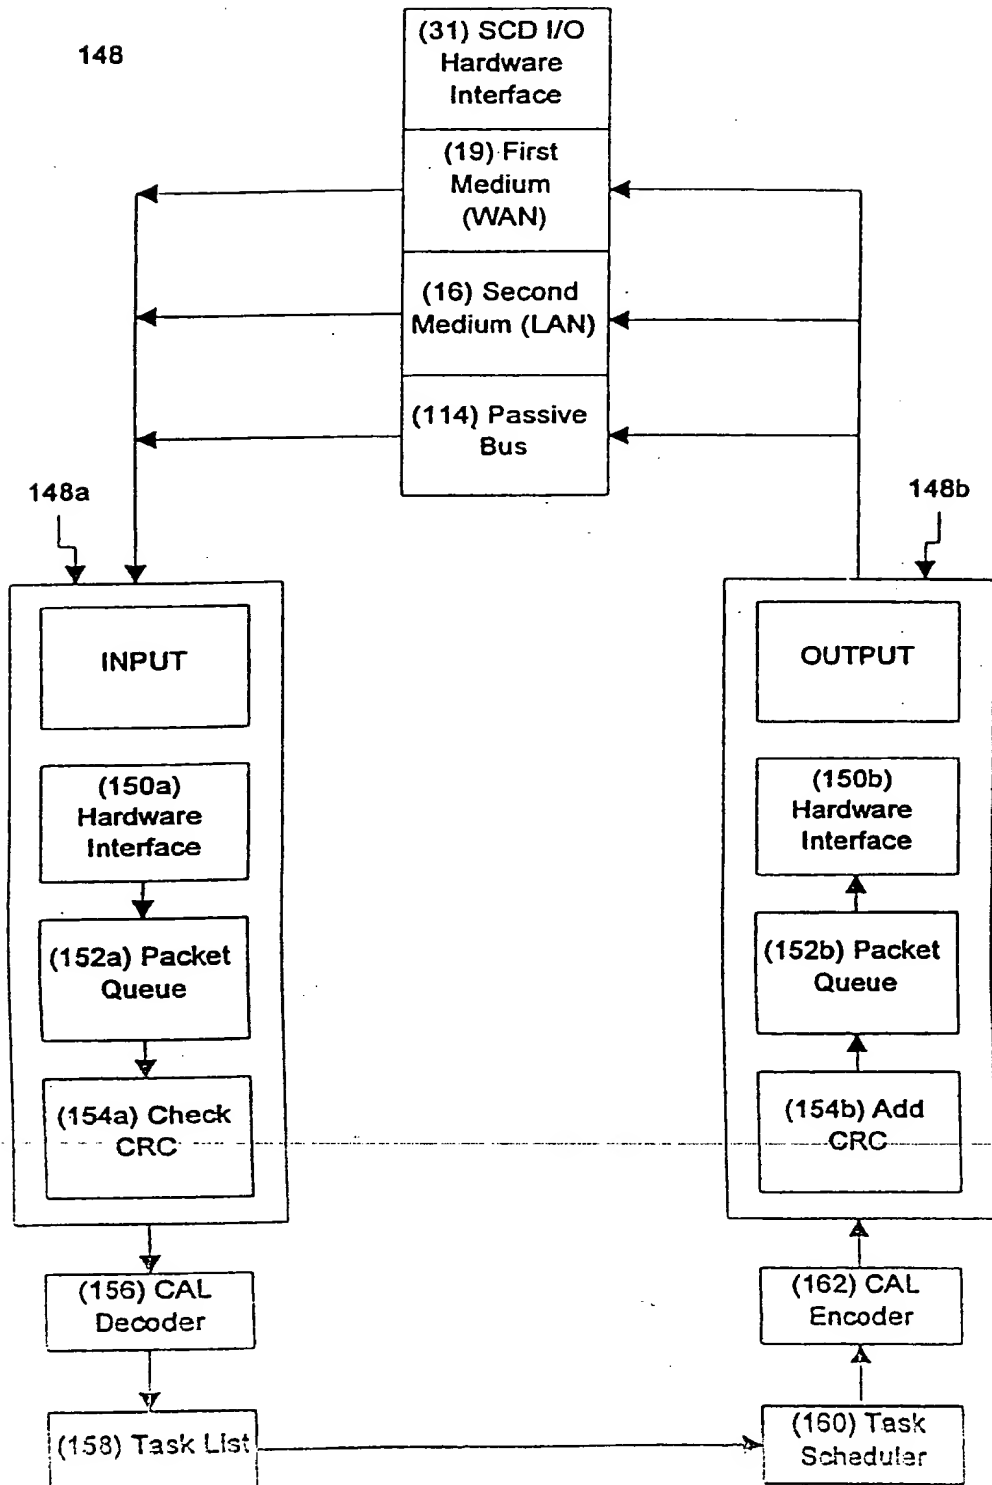 148
(31) SCD I/O
Hardware
Interface
(19) First
Medium
(WAN)
(16) Second
Medium (LAN)
(114) Passive
Bus
148a
148b
INPUT
(150a)
Hardware
Interface
(152a) Packet
Queue
(154a) Check
CRC
(156) CAL
Decoder
(158) Task List
OUTPUT
(150b)
Hardware
Interface
(152b) Packet
Queue
(154b) Add
CRC
(162) CAL
Encoder
(160) Task
Scheduler